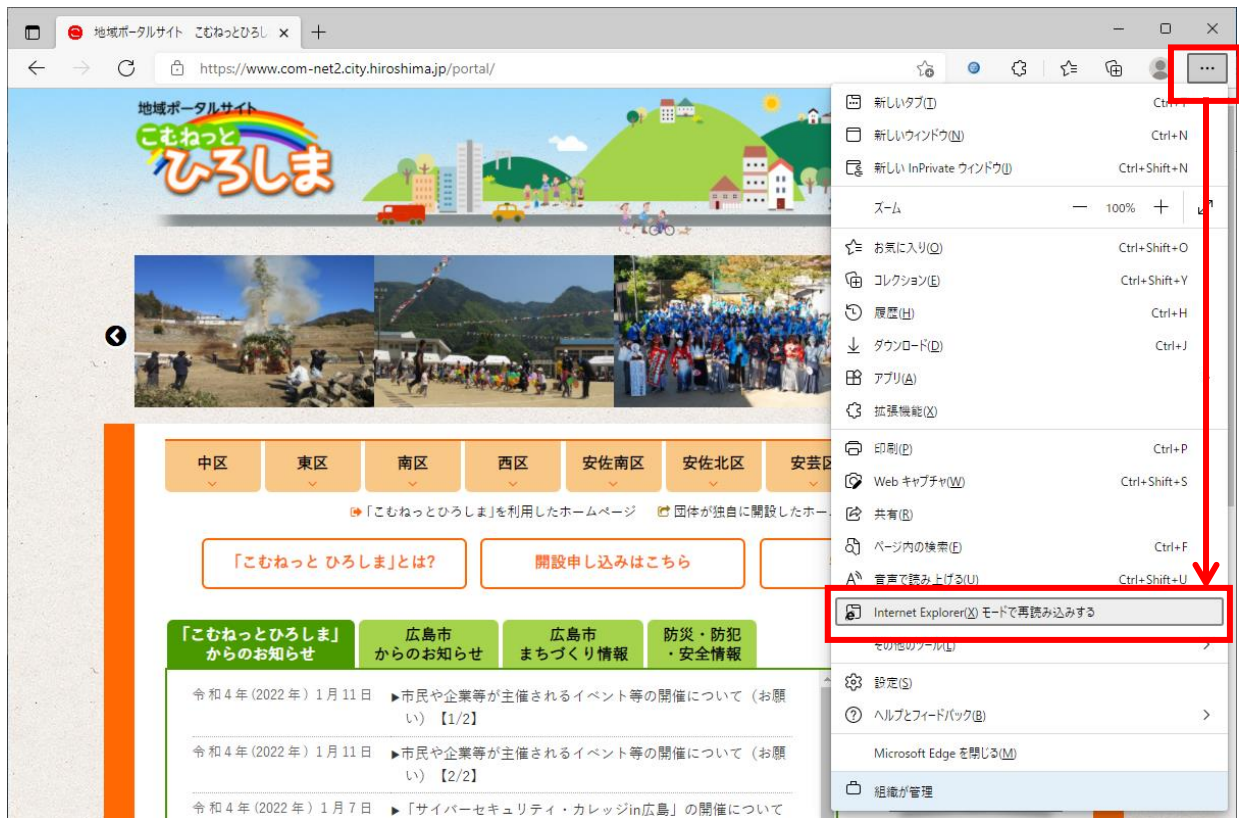 地域ポータルサイト こむねっとひろし
https://www.com-net2.city.hiroshima.jp/portal/
地域ポータルサイト
こむねっと
ひろしま
中区
東区
南区
西区
安佐南区
安佐北区
安芸区
「こむねっとひろしま」を利用したホームページ
団体が独自に開設したホー
「こむねっと ひろしま」とは?
開設申し込みはこちら
「こむねっとひろしま」
からのお知らせ
広島市
からのお知らせ
広島市
まちづくり情報
防災・防犯
・安全情報
令和4年(2022年) 1月11日 ▶市民や企業等が主催されるイベント等の開催について(お願
い)【1/2】
令和4年(2022年) 1月11日 ▶市民や企業等が主催されるイベント等の開催について(お願
い)【2/2】
令和4年(2022年) 1月7日 ▶「サイバーセキュリティ・カレッジin広島」の開催について
新しいタブ(T)
新しいウィンドウ(N) Ctrl+N
新しい InPrivate ウィンドウ(I) Ctrl+Shift+N
ズーム 100%
お気に入り(O) Ctrl+Shift+O
コレクション(E) Ctrl+Shift+Y
履歴(H) Ctrl+H
ダウンロード(D) Ctrl+J
アプリ(A)
拡張機能(X)
印刷(P) Ctrl+P
Web キャプチャ(W) Ctrl+Shift+S
共有(R)
ページ内の検索(F) Ctrl+F
音声で読み上げる(U) Ctrl+Shift+U
Internet Explorer(X) モードで再読み込みする
その他のツール(L)
設定(S)
ヘルプとフィードバック(B)
Microsoft Edge を閉じる(M)
組織が管理